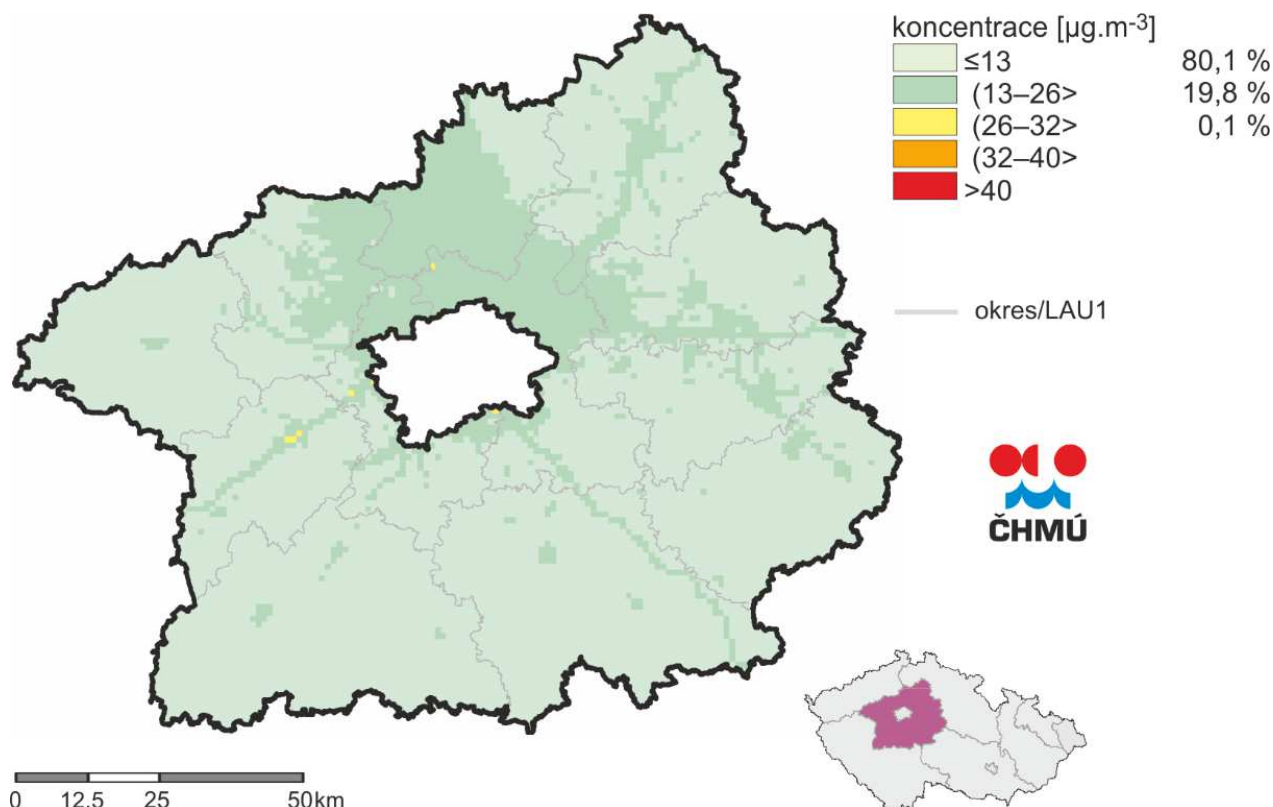 koncentrace [µg.m-3]
≤13 80,1 %
(13–26> 19,8 %
(26–32> 0,1 %
(32–40>
>40
okres/LAU1
ČHMÚ
0 12,5 25 50km